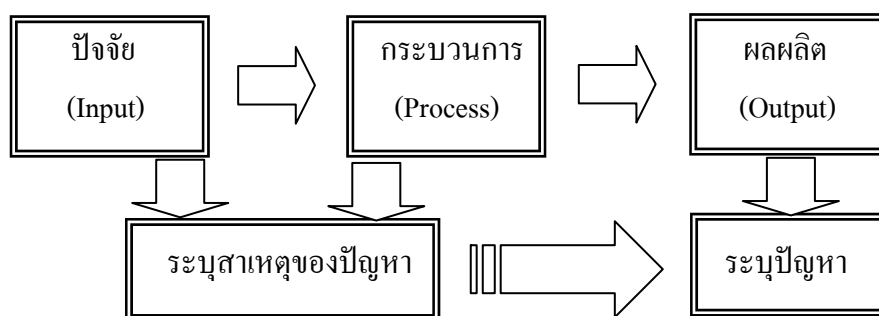 ปัจจัย
(Input)
กระบวนการ
(Process)
ผลผลิต
(Output)
ระบุสาเหตุของปัญหา
ระบุปัญหา